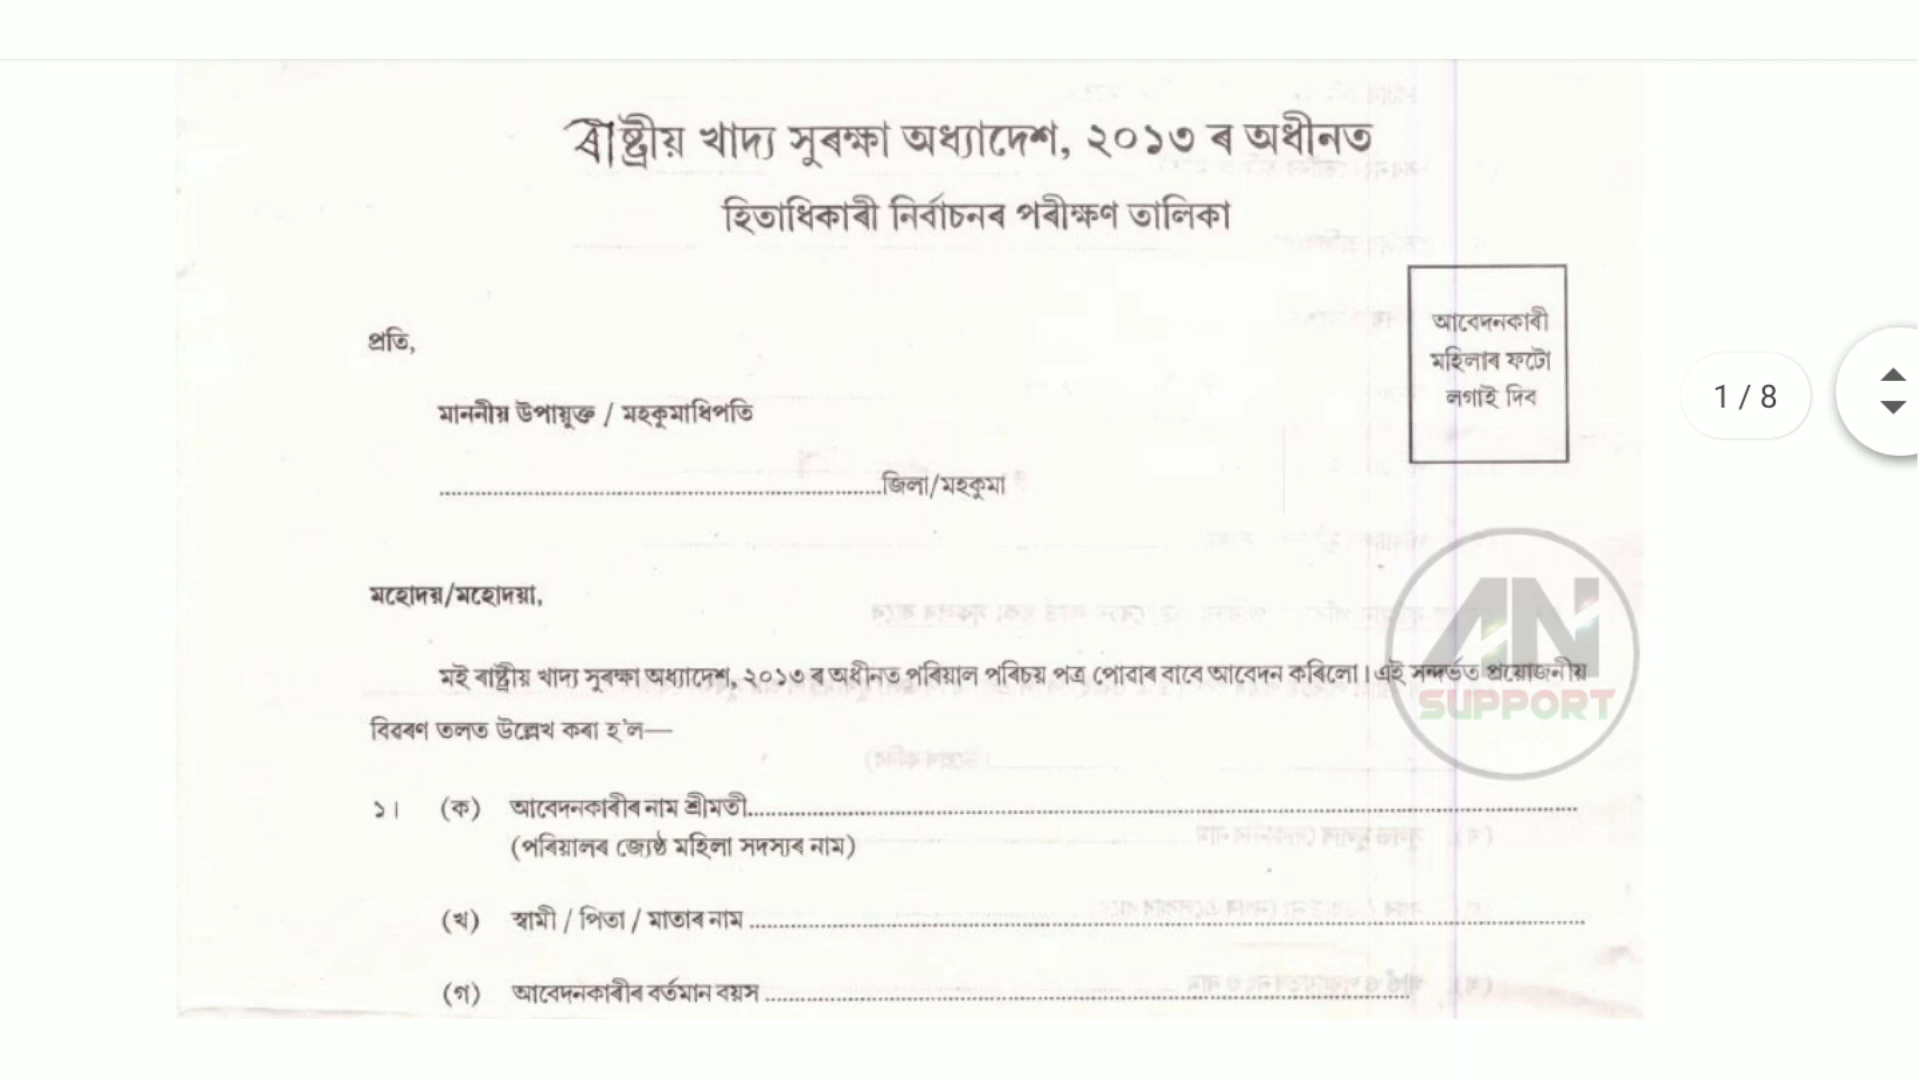 ৰাষ্ট্ৰীয় খাদ্য সুৰক্ষা অধ্যাদেশ, ২০১৩ ৰ অধীনত
হিতাধিকাৰী নিৰ্বাচনৰ পৰীক্ষণ তালিকা
আবেদনকাৰী
মহিলাৰ ফটো
লগাই দিব
1 / 8
প্ৰতি,
মাননীয় উপায়ুক্ত / মহকুমাধিপতি
........................................জিলা/মহকুমা
মহোদয়/মহোদয়া,
মই ৰাষ্ট্ৰীয় খাদ্য সুৰক্ষা অধ্যাদেশ, ২০১৩ ৰ অধীনত পৰিয়াল পৰিচয় পত্ৰ পোৱাৰ বাবে আবেদন কৰিলো। এই সন্দৰ্ভত প্ৰয়োজনীয়
বিৱৰণ তলত উল্লেখ কৰা হ'ল—
AN
SUPPORT
১। (ক) আবেদনকাৰীৰ নাম শ্ৰীমতী........................................
(পৰিয়ালৰ জ্যেষ্ঠ মহিলা সদস্যৰ নাম)
(খ) স্বামী / পিতা / মাতাৰ নাম ........................................
(গ) আবেদনকাৰীৰ বৰ্তমান বয়স ........................................